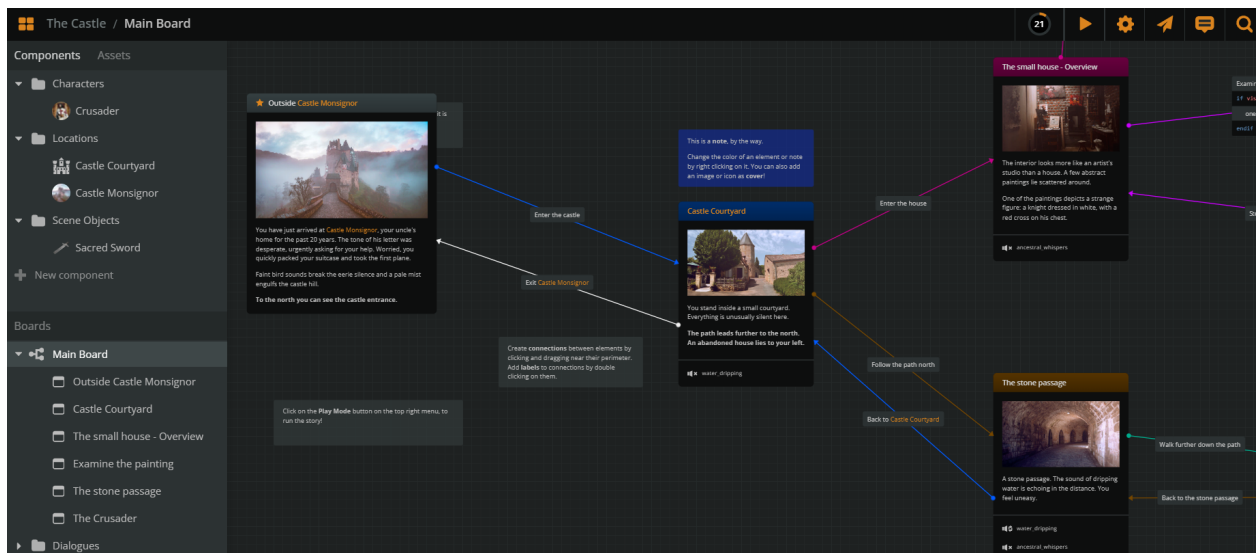 The Castle / Main Board
21
Components Assets
Characters
Crusader
Locations
Castle Courtyard
Castle Monsignor
Scene Objects
Sacred Sword
New component
Boards
Main Board
Outside Castle Monsignor
Castle Courtyard
The small house - Overview
Examine the painting
The stone passage
The Crusader
Dialogues
Outside Castle Monsignor
it is
You have just arrived at Castle Monsignor, your uncle's
home for the past 20 years. The tone of his letter was
desperate, urgently asking for your help. Worried, you
quickly packed your suitcase and took the first plane.
Faint bird sounds break the eerie silence and a pale mist
engulfs the castle hill.
To the north you can see the castle entrance.
Enter the castle
Exit Castle Monsignor
Create connections between elements by
clicking and dragging near their perimeter.
Add labels to connections by double
clicking on them.
Click on the Play Mode button on the top right menu, to
run the story!
This is a note, by the way.
Change the color of an element or note
by right clicking on it. You can also add
an image or icon as cover!
Castle Courtyard
You stand inside a small courtyard.
Everything is unusually silent here.
The path leads further to the north.
An abandoned house lies to your left.
water_dripping
Enter the house
Follow the path north
Back to Castle Courtyard
The small house - Overview
The interior looks more like an artist's
studio than a house. A few abstract
paintings lie scattered around.
One of the paintings depicts a strange
figure: a knight dressed in white, with a
red cross on his chest.
ancestral_whispers
Examin
if vis
one
endif
The stone passage
A stone passage. The sound of dripping
water is echoing in the distance. You
feel uneasy.
water_dripping
ancestral_whispers
Walk further down the path
Back to the stone passage